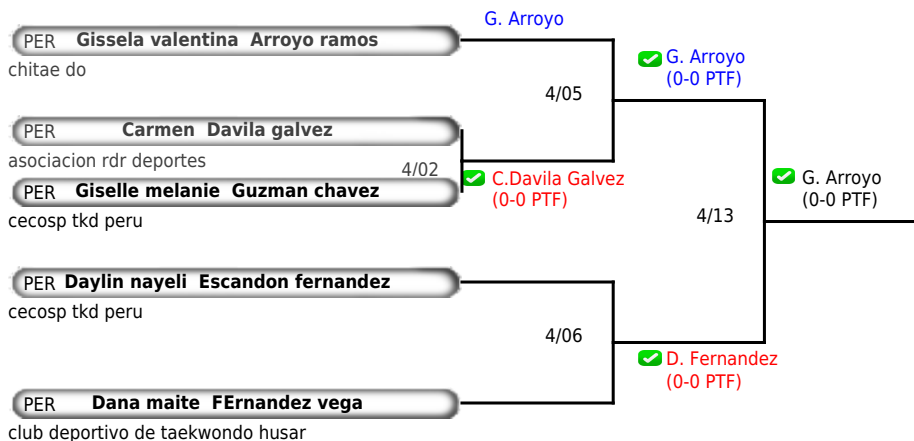 G. Arroyo
PER Gissela valentina Arroyo ramos
chitae do
G. Arroyo
(0-0 PTF)
4/05
PER Carmen Davila galvez
asociacion rdr deportes
4/02
C.Davila Galvez
(0-0 PTF)
G. Arroyo
(0-0 PTF)
PER Giselle melanie Guzman chavez
cecosp tkd peru
4/13
PER Daylin nayeli Escandon fernandez
cecosp tkd peru
4/06
D. Fernandez
(0-0 PTF)
PER Dana maite FErnandez vega
club deportivo de taekwondo husar